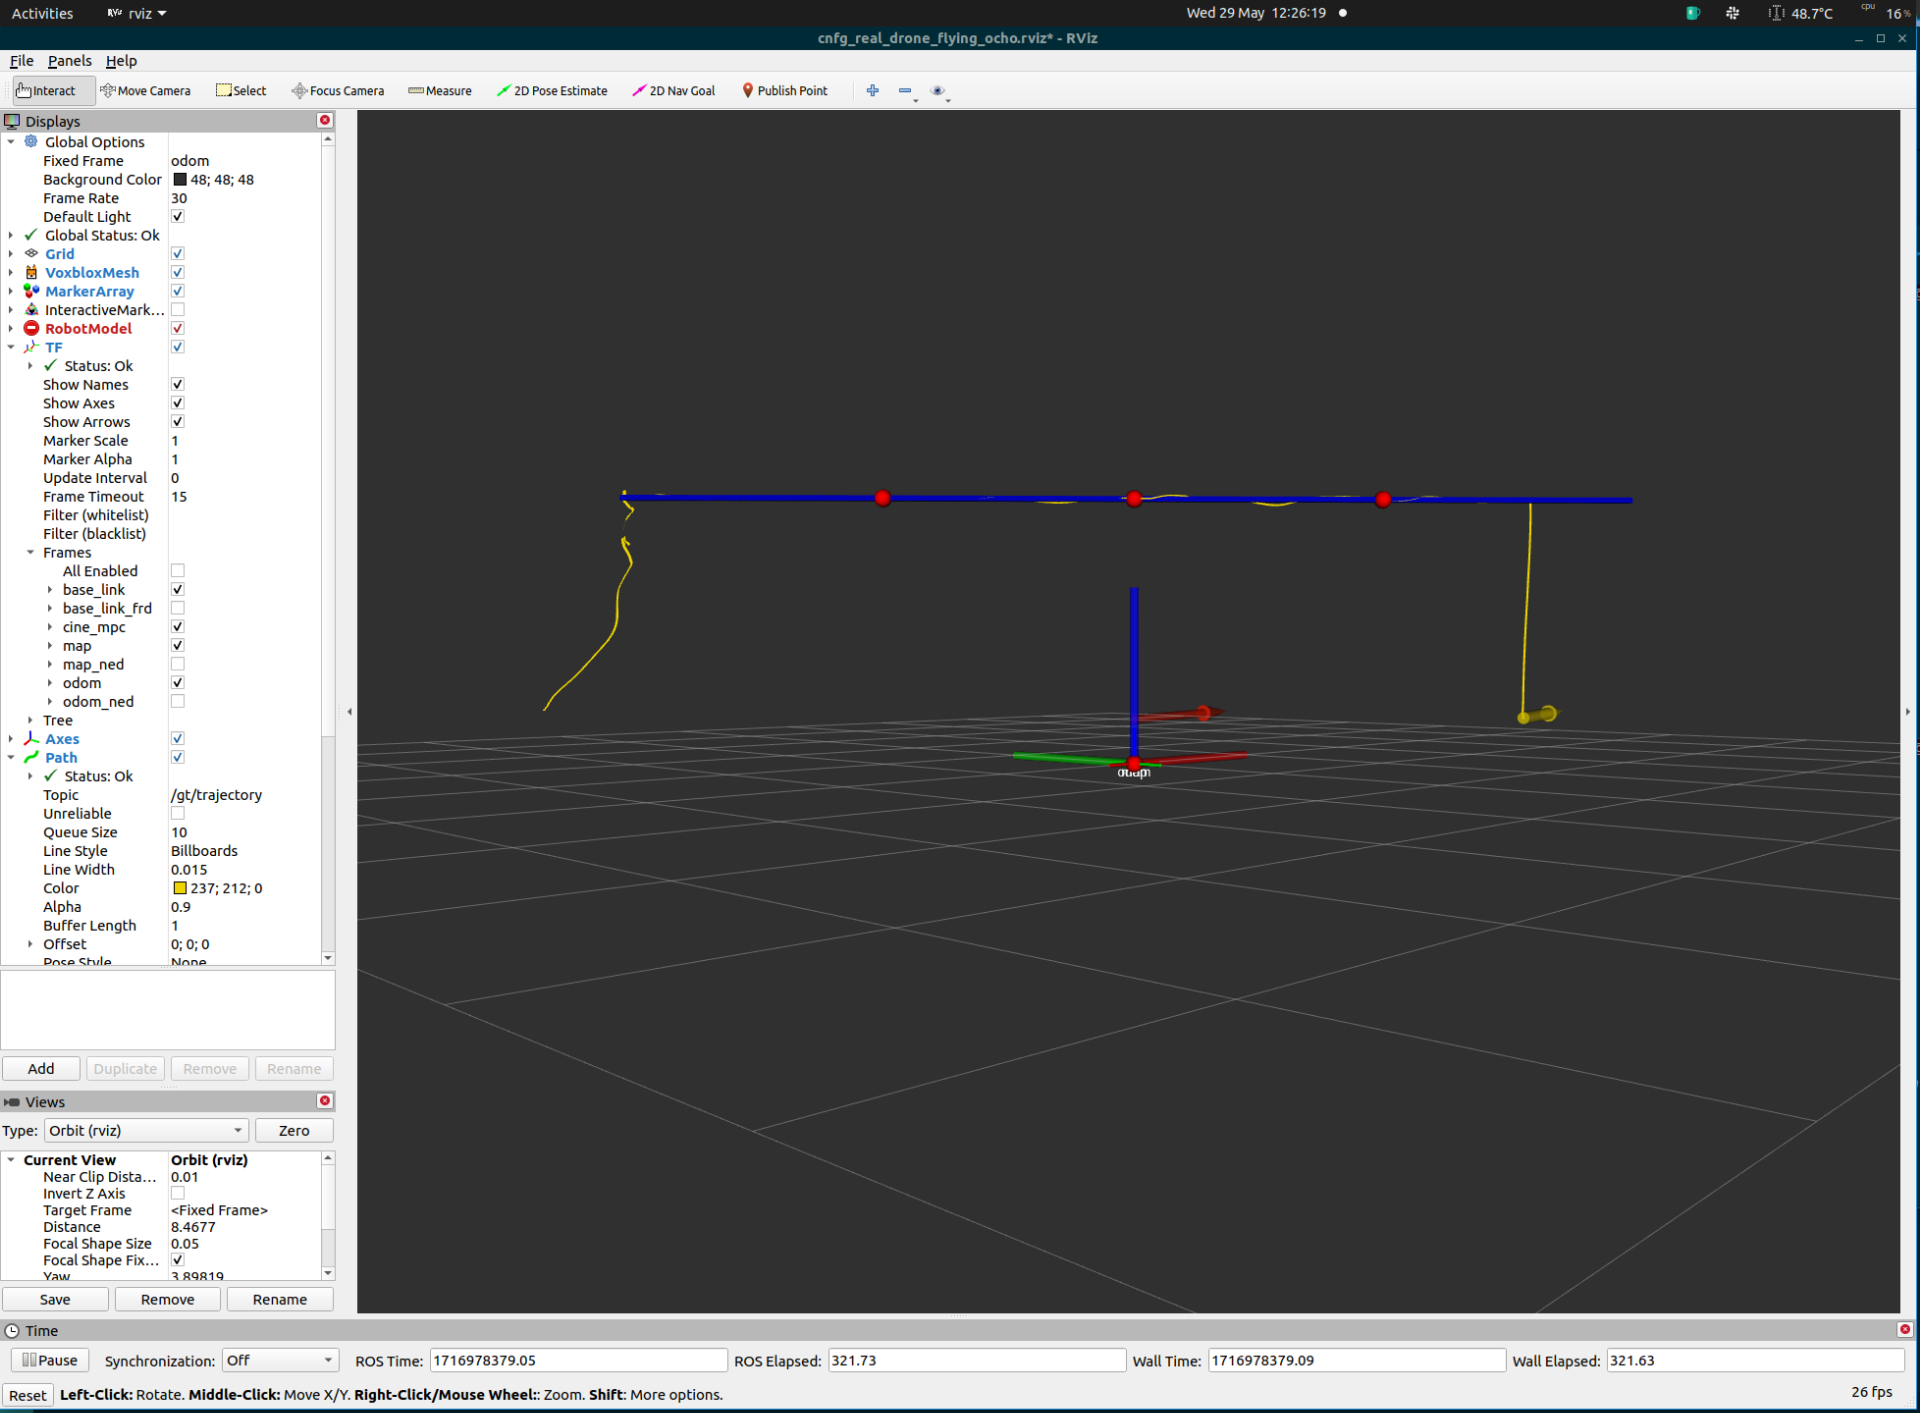 Activities rviz Wed 29 May 12:26:19 48.7°C cpu 16%
cnfg_real_drone_flying_ocho.rviz* - RViz
File Panels Help
Interact Move Camera Select Focus Camera Measure 2D Pose Estimate 2D Nav Goal Publish Point
Displays
Global Options
Fixed Frame odom
Background Color 48; 48; 48
Frame Rate 30
Default Light
Global Status: Ok
Grid
VoxbloxMesh
MarkerArray
InteractiveMark...
RobotModel
TF
Status: Ok
Show Names
Show Axes
Show Arrows
Marker Scale 1
Marker Alpha 1
Update Interval 0
Frame Timeout 15
Filter (whitelist)
Filter (blacklist)
Frames
All Enabled
base_link
base_link_frd
cine_mpc
map
map_ned
odom
odom_ned
Tree
Axes
Path
Status: Ok
Topic /gt/trajectory
Unreliable
Queue Size 10
Line Style Billboards
Line Width 0.015
Color 237; 212; 0
Alpha 0.9
Buffer Length 1
Offset 0; 0; 0
Pose Style None
Add Duplicate Remove Rename
Views
Type: Orbit (rviz) Zero
Current View Orbit (rviz)
Near Clip Dista... 0.01
Invert Z Axis
Target Frame <Fixed Frame>
Distance 8.4677
Focal Shape Size 0.05
Focal Shape Fix...
Yaw 3.89819
Save Remove Rename
Time
Pause Synchronization: Off ROS Time: 1716978379.05 ROS Elapsed: 321.73 Wall Time: 1716978379.09 Wall Elapsed: 321.63
Reset Left-Click: Rotate. Middle-Click: Move X/Y. Right-Click/Mouse Wheel:: Zoom. Shift: More options. 26 fps